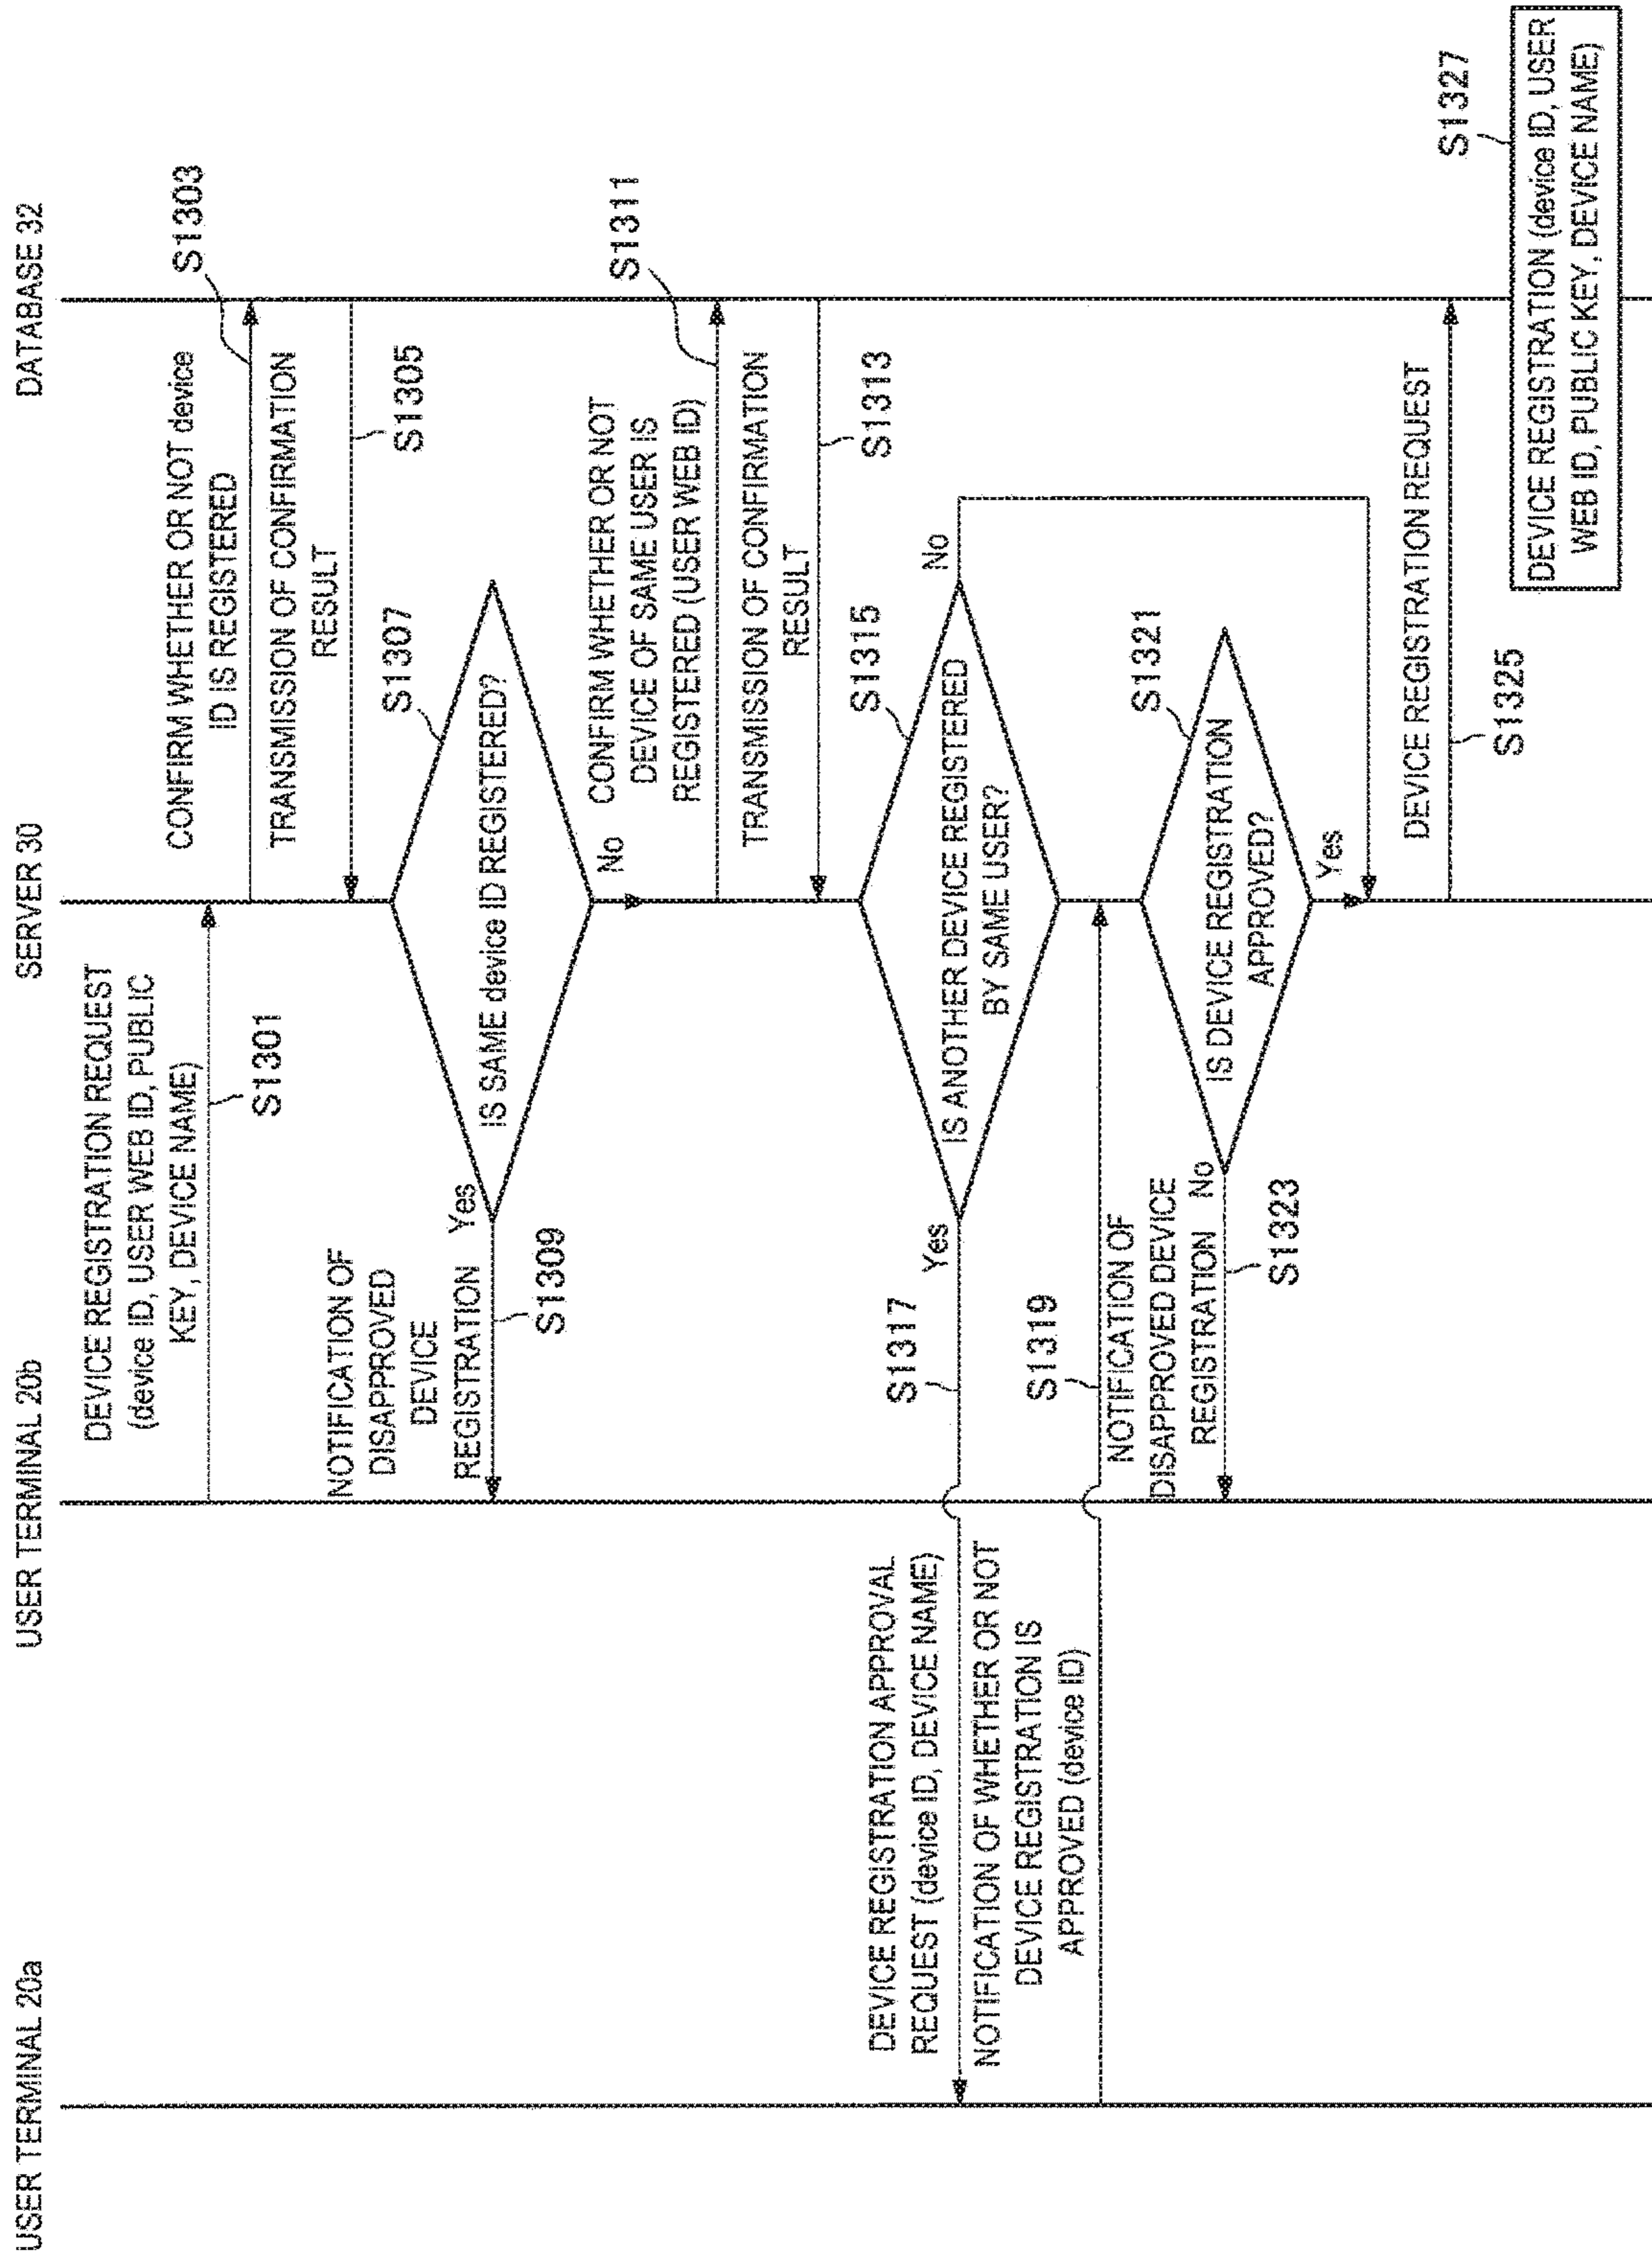 USER TERMINAL 20a
USER TERMINAL 20b
SERVER 30
DATABASE 32
DEVICE REGISTRATION REQUEST
(device ID, USER WEB ID, PUBLIC
KEY, DEVICE NAME)
S1301
CONFIRM WHETHER OR NOT device
ID IS REGISTERED
S1303
TRANSMISSION OF CONFIRMATION
RESULT
S1305
S1307
IS SAME device ID REGISTERED?
Yes
No
NOTIFICATION OF
DISAPPROVED
DEVICE
REGISTRATION
S1309
CONFIRM WHETHER OR NOT
DEVICE OF SAME USER IS
REGISTERED (USER WEB ID)
S1311
TRANSMISSION OF CONFIRMATION
RESULT
S1313
S1315
IS ANOTHER DEVICE REGISTERED
BY SAME USER?
Yes
No
S1317
DEVICE REGISTRATION APPROVAL
REQUEST (device ID, DEVICE NAME)
NOTIFICATION OF WHETHER OR NOT
DEVICE REGISTRATION IS
APPROVED (device ID)
S1319
S1321
IS DEVICE REGISTRATION
APPROVED?
No
Yes
NOTIFICATION OF
DISAPPROVED DEVICE
REGISTRATION
S1323
DEVICE REGISTRATION REQUEST
S1325
S1327
DEVICE REGISTRATION (device ID, USER
WEB ID, PUBLIC KEY, DEVICE NAME)